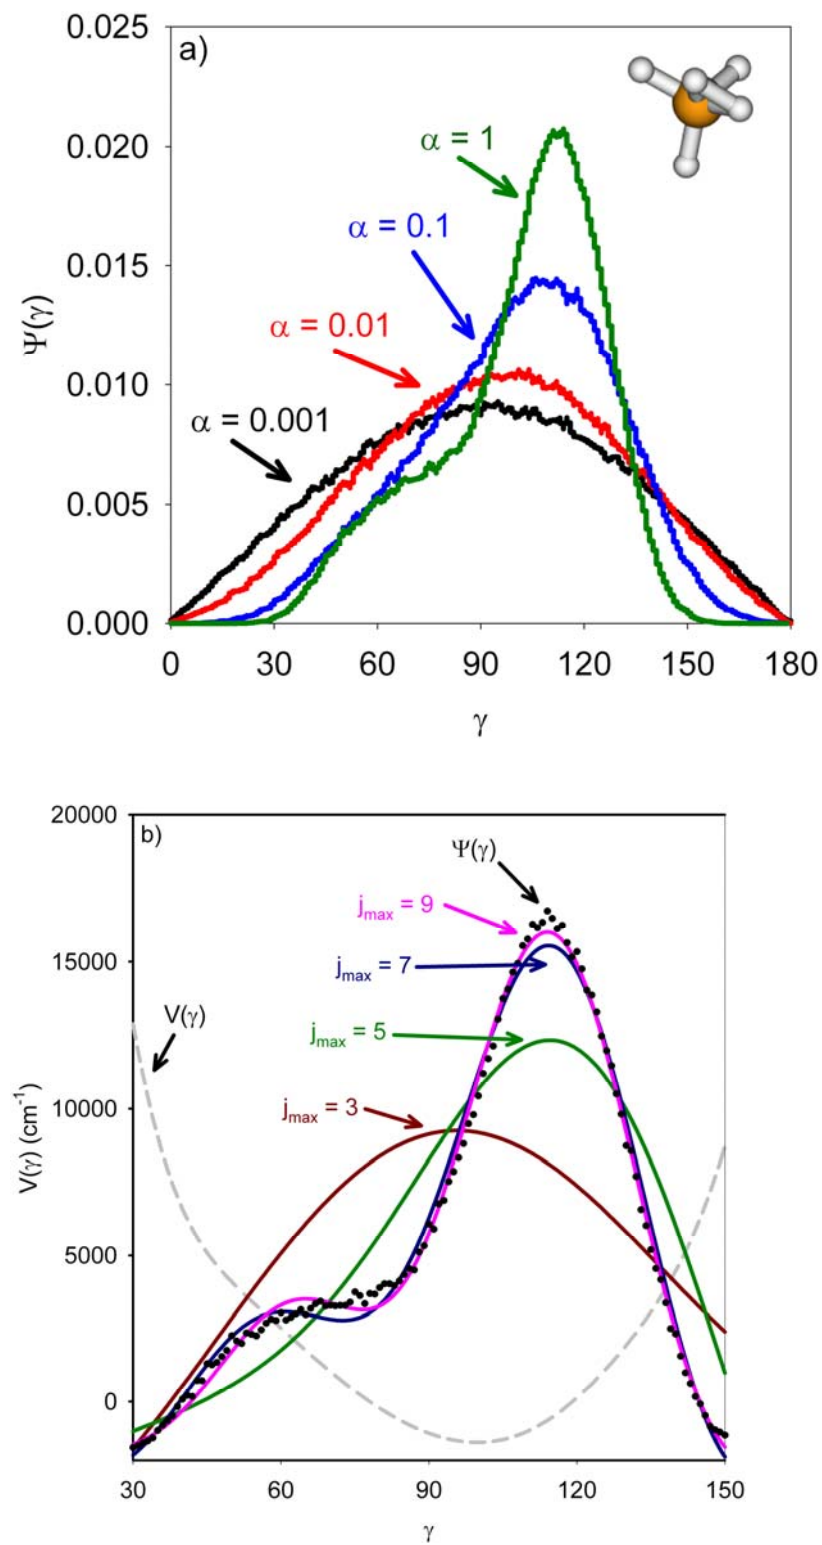 a)
0.025
0.020
0.015
0.010
0.005
0.000
Ψ(γ)
α = 1
α = 0.1
α = 0.01
α = 0.001
0 30 60 90 120 150 180
γ
b)
20000
15000
10000
5000
0
V(γ) (cm⁻¹)
Ψ(γ)
jmax = 9
jmax = 7
V(γ)
jmax = 5
jmax = 3
30 60 90 120 150
γ